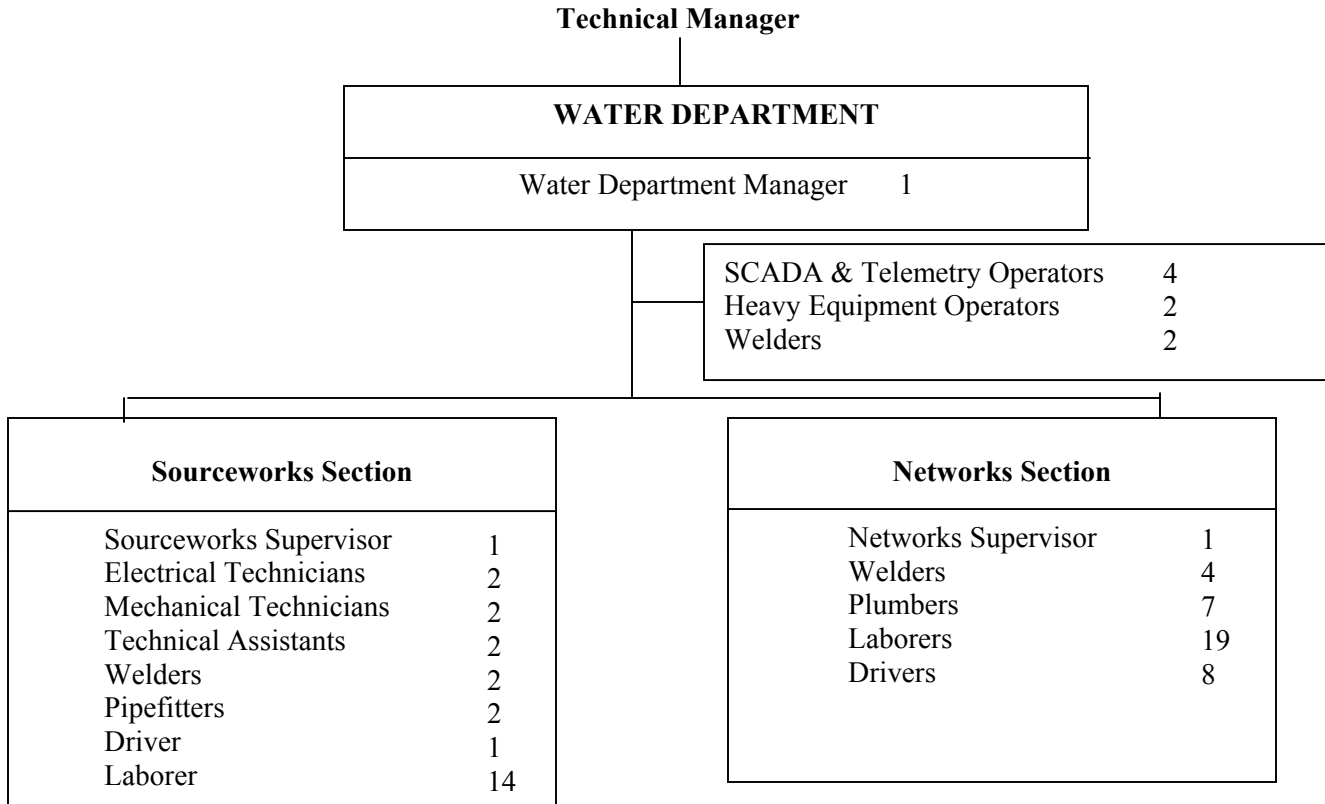 Technical Manager
WATER DEPARTMENT
Water Department Manager 1
SCADA & Telemetry Operators 4
Heavy Equipment Operators 2
Welders 2
Sourceworks Section
Sourceworks Supervisor 1
Electrical Technicians 2
Mechanical Technicians 2
Technical Assistants 2
Welders 2
Pipefitters 2
Driver 1
Laborer 14
Networks Section
Networks Supervisor 1
Welders 4
Plumbers 7
Laborers 19
Drivers 8